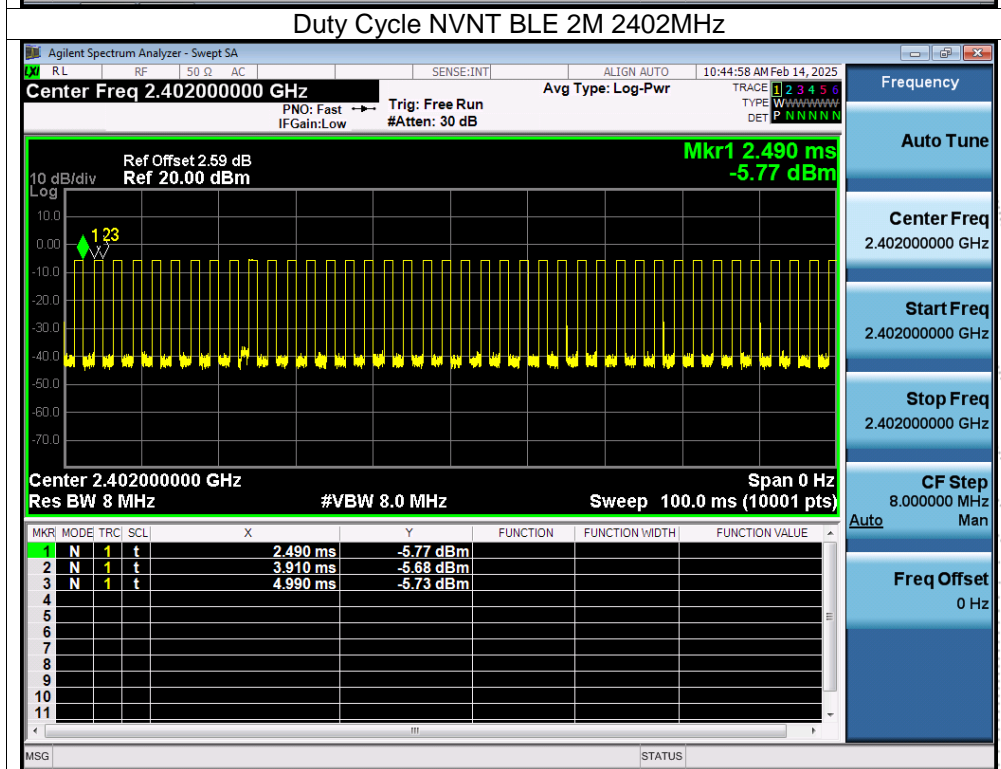 Duty Cycle NVNT BLE 2M 2402MHz
Agilent Spectrum Analyzer - Swept SA
LXI RL RF 50 Ω AC SENSE:INT ALIGN AUTO 10:44:58 AM Feb 14, 2025
Center Freq 2.402000000 GHz Avg Type: Log-Pwr TRACE 1 2 3 4 5 6
PNO: Fast Trig: Free Run TYPE WWWWWW
IFGain:Low #Atten: 30 dB DET P N N N N N
Frequency
Auto Tune
Center Freq
2.402000000 GHz
Start Freq
2.402000000 GHz
Stop Freq
2.402000000 GHz
CF Step
8.000000 MHz
Auto Man
Freq Offset
0 Hz
Mkr1 2.490 ms
-5.77 dBm
Ref Offset 2.59 dB
10 dB/div Ref 20.00 dBm
Log
10.0
0.00
-10.0
-20.0
-30.0
-40.0
-50.0
-60.0
-70.0
1 2 3
Center 2.402000000 GHz Span 0 Hz
Res BW 8 MHz #VBW 8.0 MHz Sweep 100.0 ms (10001 pts)
MKR MODE TRC SCL X Y FUNCTION FUNCTION WIDTH FUNCTION VALUE
1 N 1 t 2.490 ms -5.77 dBm
2 N 1 t 3.910 ms -5.68 dBm
3 N 1 t 4.990 ms -5.73 dBm
4
5
6
7
8
9
10
11
MSG STATUS